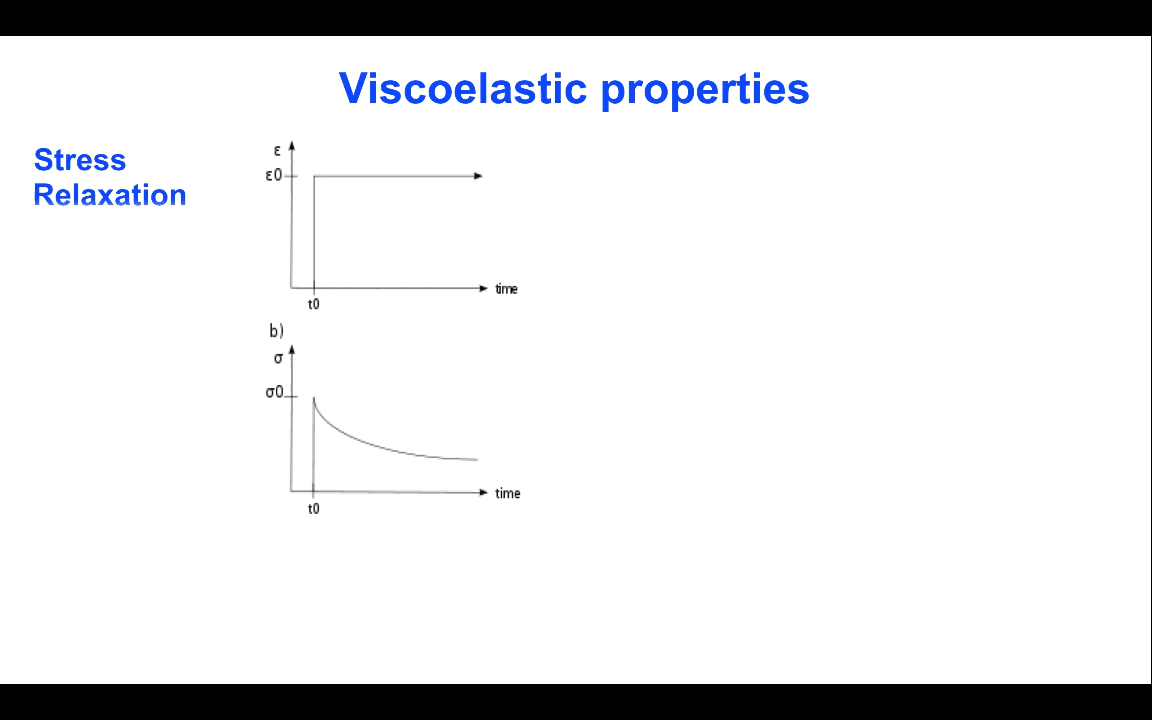 Viscoelastic properties
Stress
Relaxation
ε
ε0
time
t0
b)
σ
σ0
time
t0